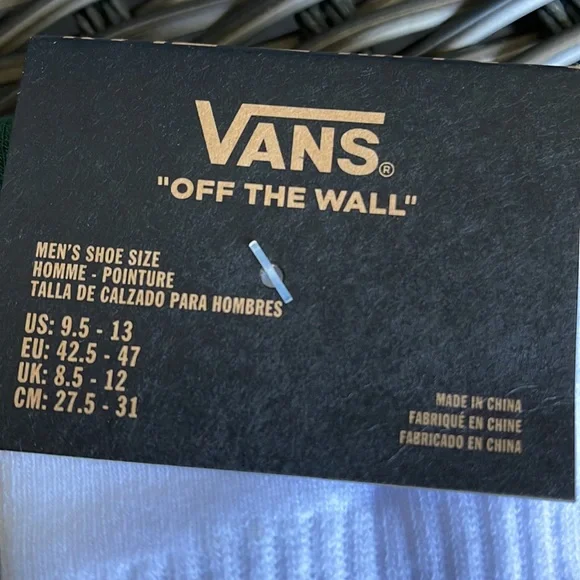 VANS®
"OFF THE WALL"
MEN'S SHOE SIZE
HOMME - POINTURE
TALLA DE CALZADO PARA HOMBRES
US: 9.5 - 13
EU: 42.5 - 47
UK: 8.5 - 12
CM: 27.5 - 31
MADE IN CHINA
FABRIQUÉ EN CHINE
FABRICADO EN CHINA